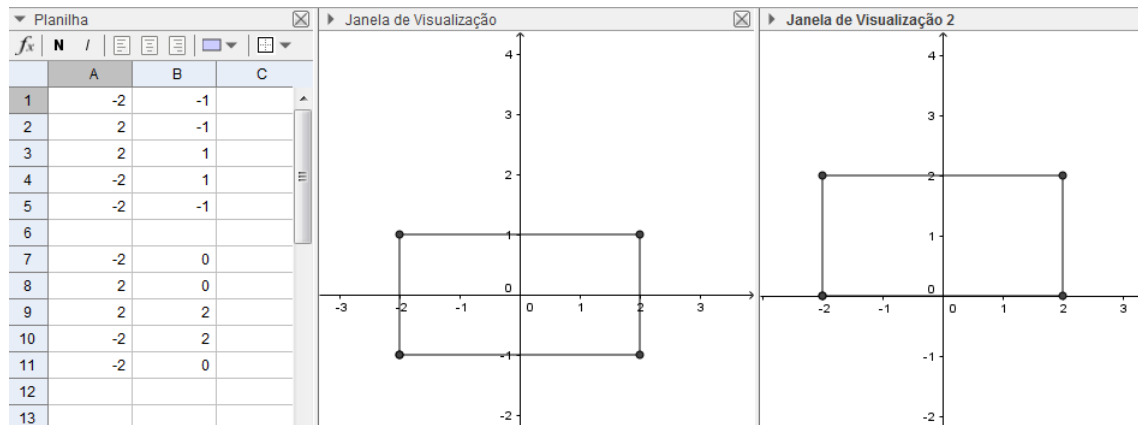 Planilha
Janela de Visualização
Janela de Visualização 2
fx N I
A B C
1 -2 -1
2 2 -1
3 2 1
4 -2 1
5 -2 -1
6
7 -2 0
8 2 0
9 2 2
10 -2 2
11 -2 0
12
13
4
3
2
1
0
-3 -2 -1 0 1 2 3
-1
-2
4
3
2
1
0
-2 -1 0 1 2 3
-1
-2